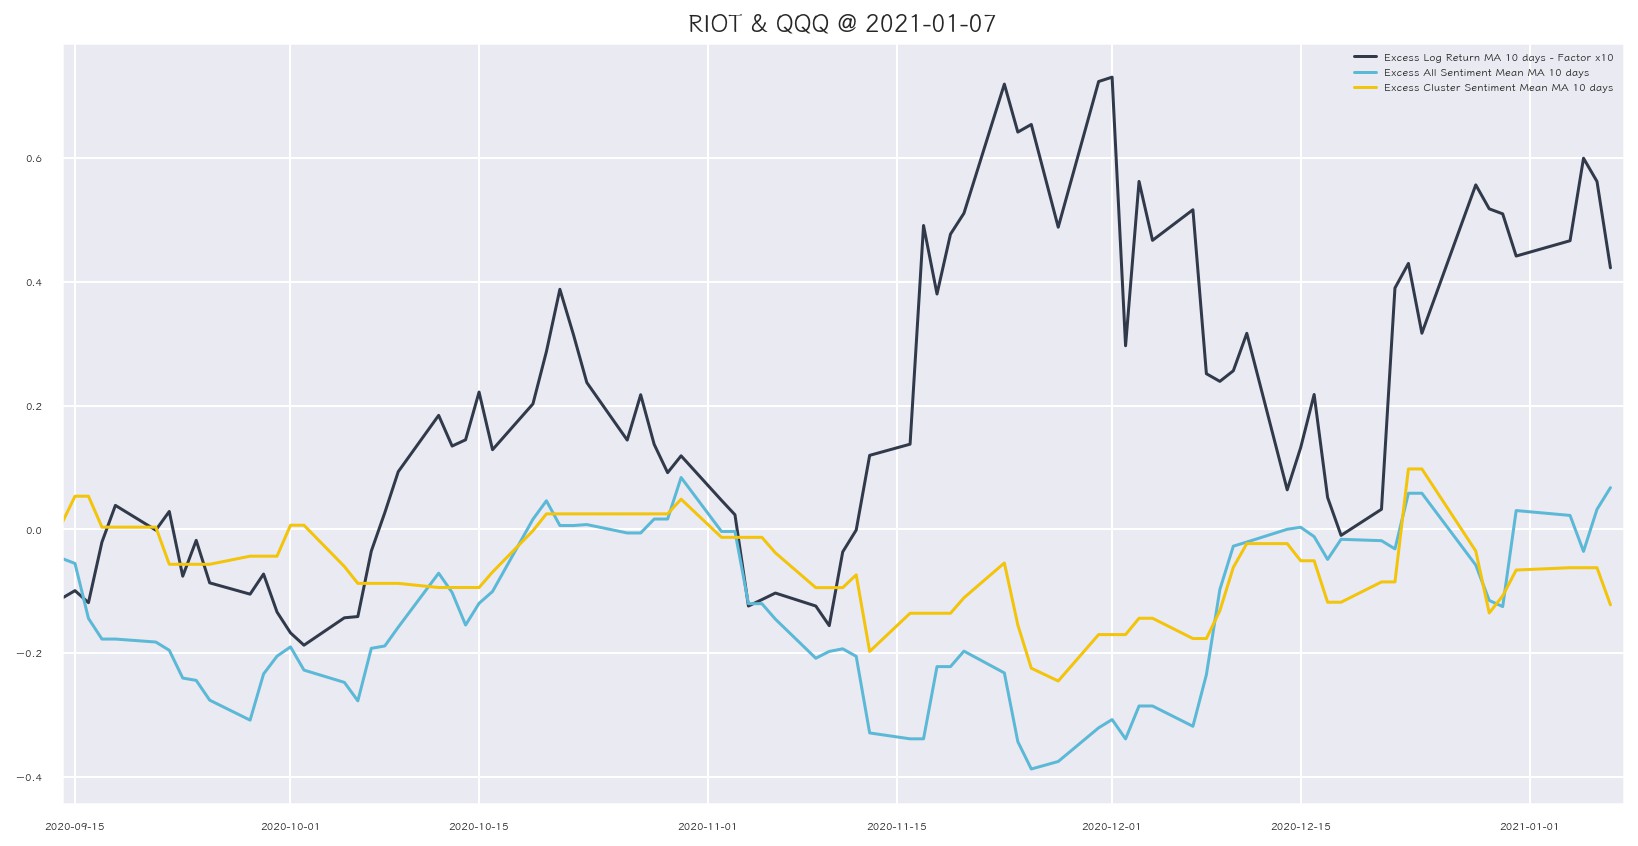 RIOT & QQQ @ 2021-01-07
Excess Log Return MA 10 days - Factor x10
Excess All Sentiment Mean MA 10 days
Excess Cluster Sentiment Mean MA 10 days
0.6
0.4
0.2
0.0
−0.2
−0.4
2020-09-15 2020-10-01 2020-10-15 2020-11-01 2020-11-15 2020-12-01 2020-12-15 2021-01-01